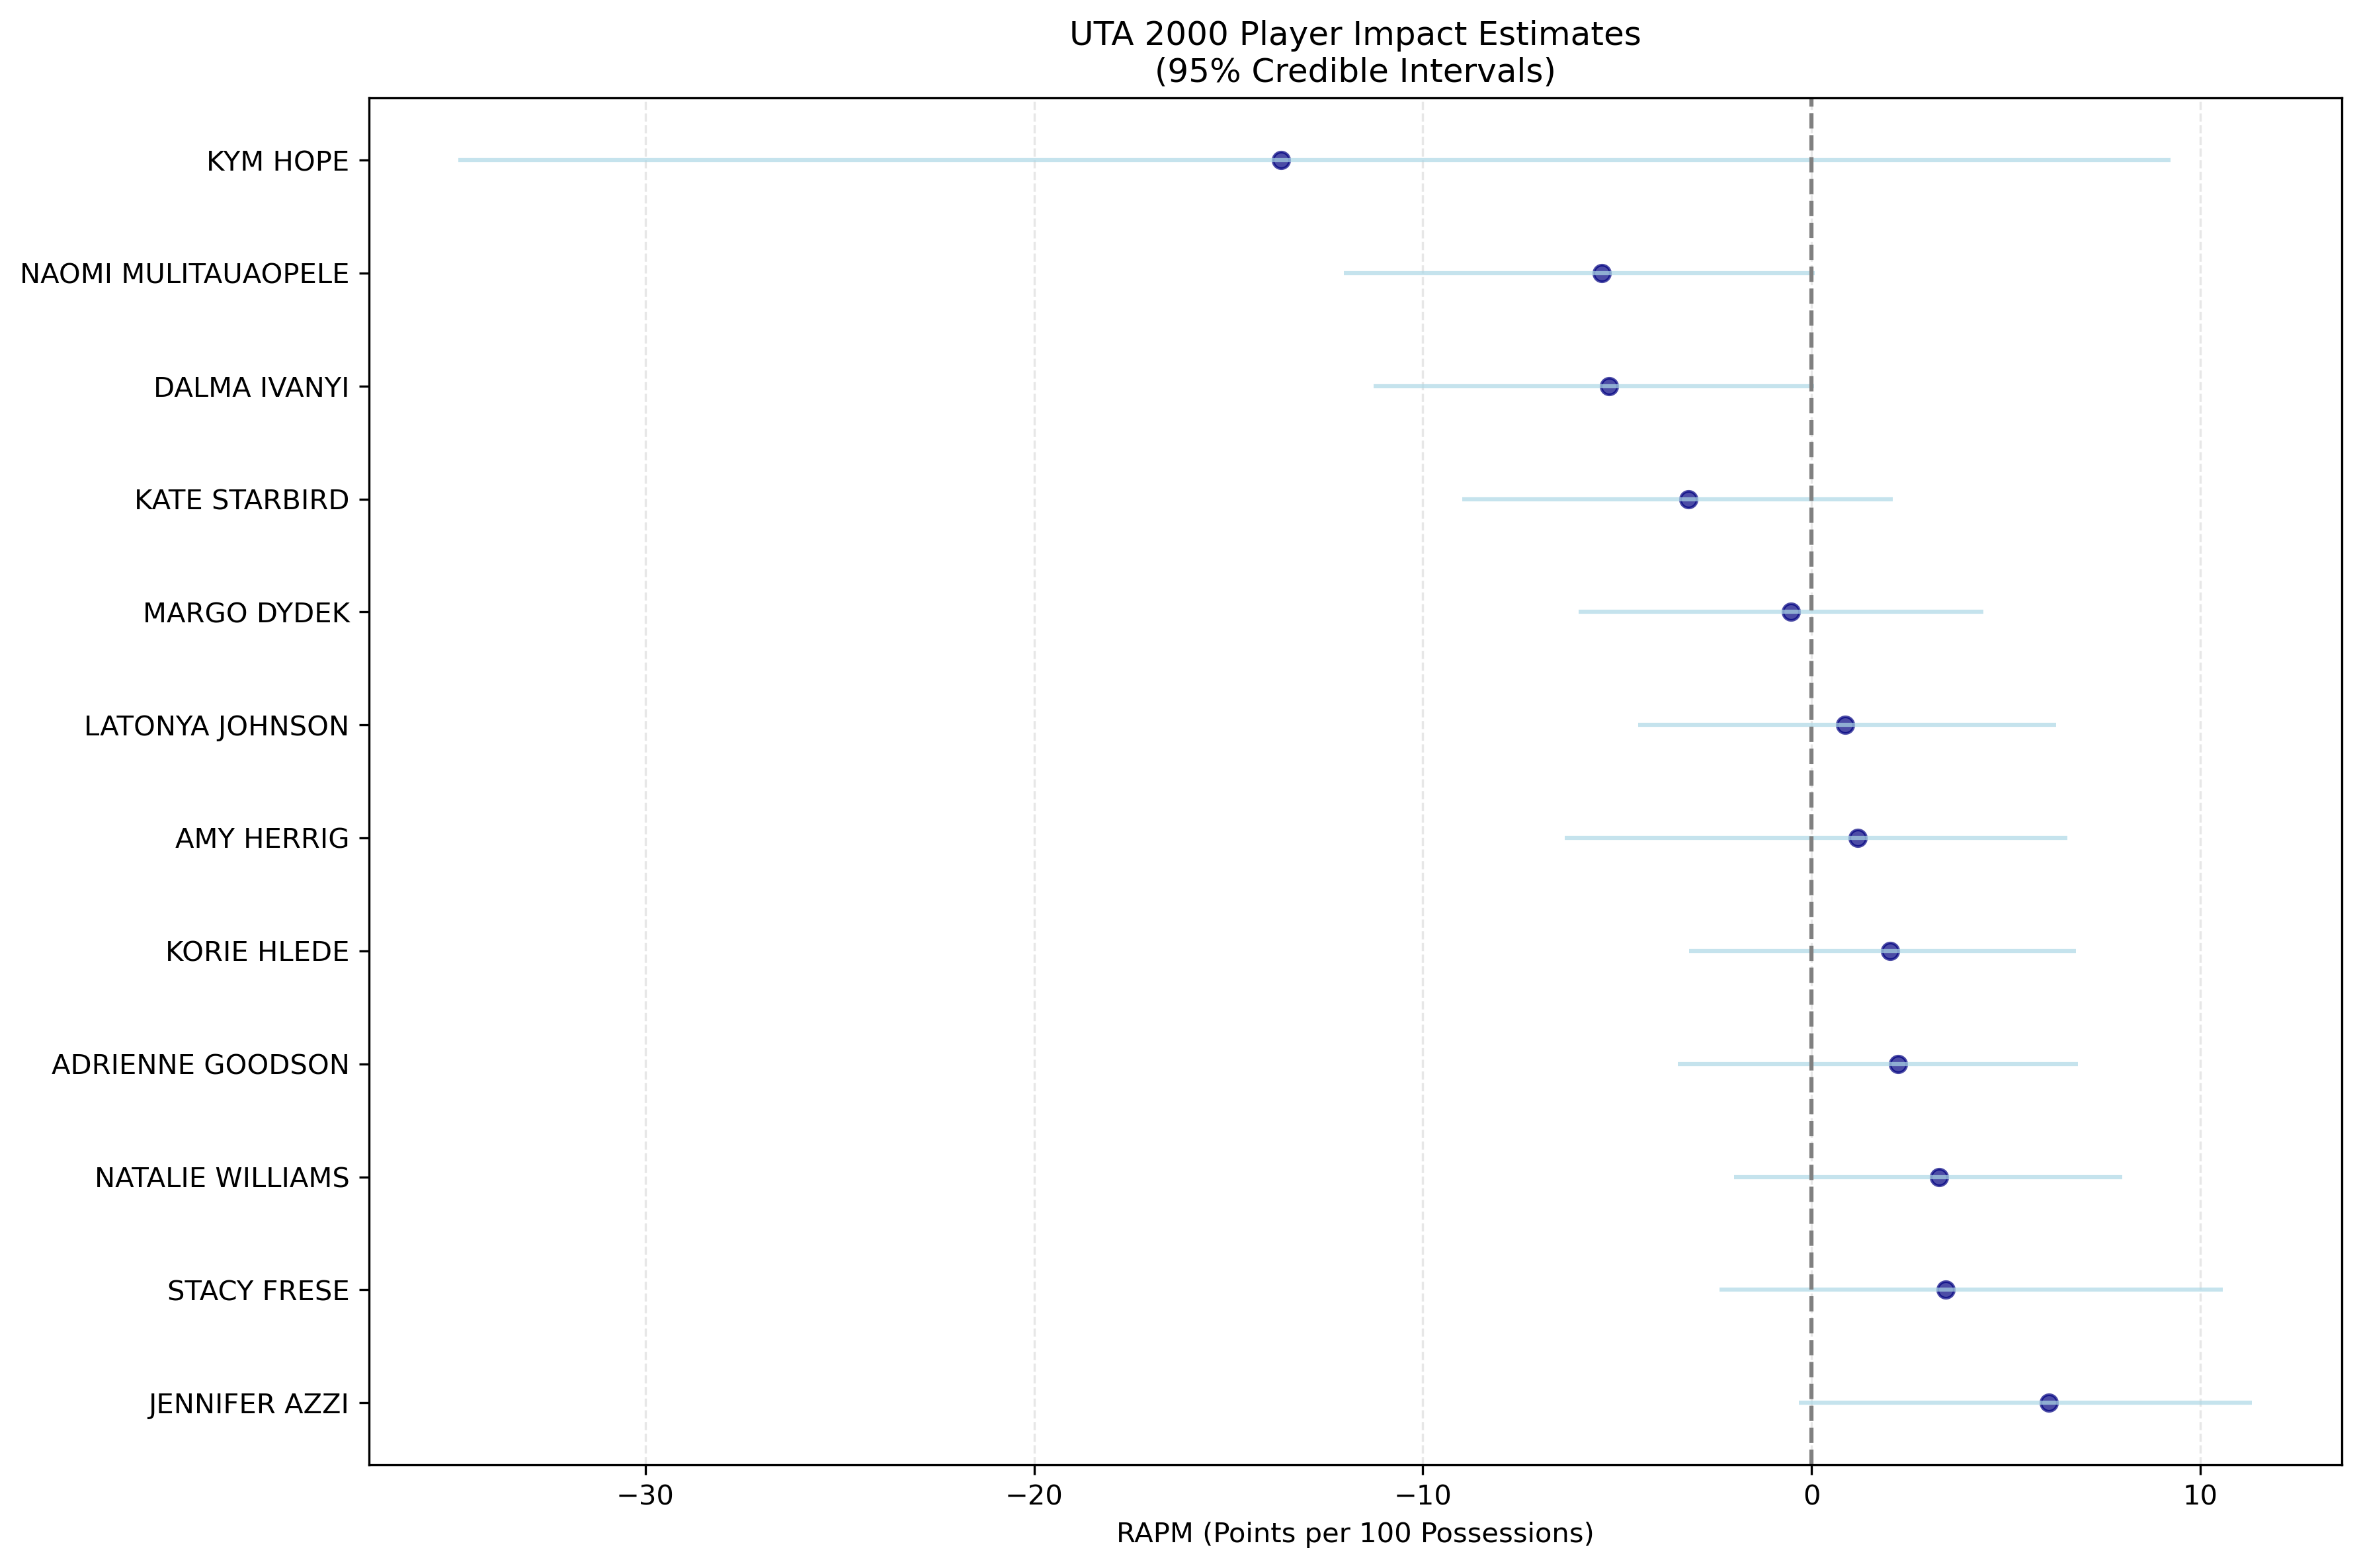 UTA 2000 Player Impact Estimates
(95% Credible Intervals)
KYM HOPE
NAOMI MULITAUAOPELE
DALMA IVANYI
KATE STARBIRD
MARGO DYDEK
LATONYA JOHNSON
AMY HERRIG
KORIE HLEDE
ADRIENNE GOODSON
NATALIE WILLIAMS
STACY FRESE
JENNIFER AZZI
−30 −20 −10 0 10
RAPM (Points per 100 Possessions)